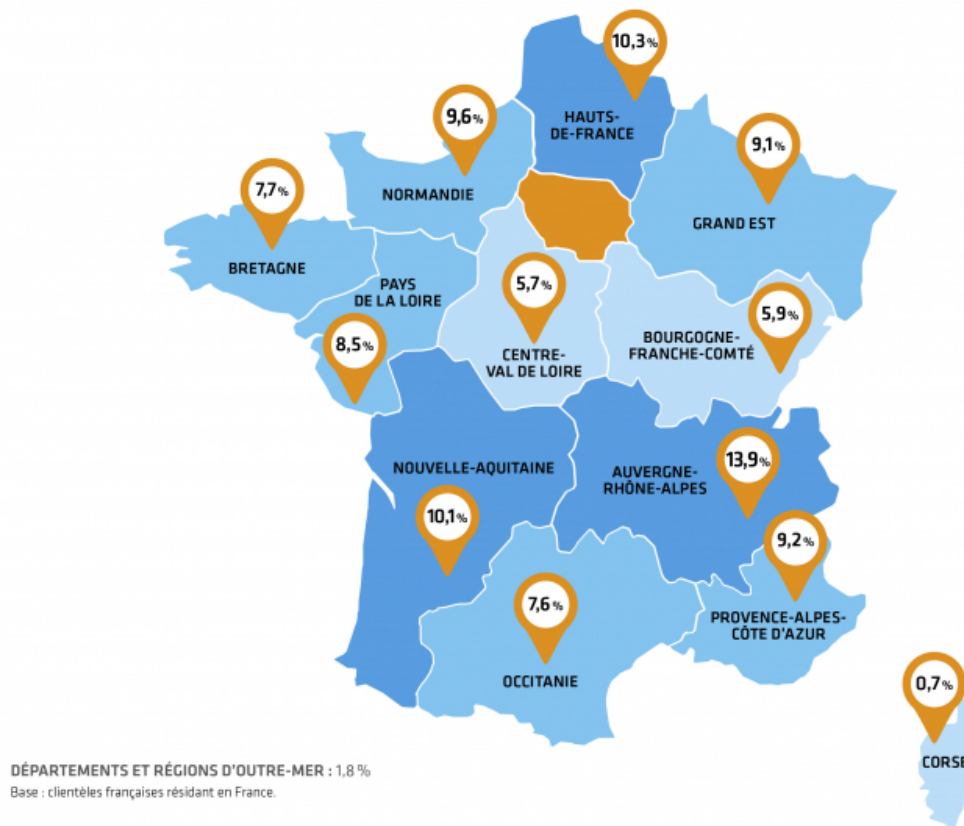 10,3 %
HAUTS-
DE-FRANCE
9,6 %
NORMANDIE
9,1 %
GRAND EST
7,7 %
BRETAGNE
PAYS
DE LA LOIRE
8,5 %
5,7 %
CENTRE-
VAL DE LOIRE
5,9 %
BOURGOGNE-
FRANCHE-COMTÉ
NOUVELLE-AQUITAINE
10,1 %
AUVERGNE-
RHÔNE-ALPES
13,9 %
9,2 %
PROVENCE-ALPES-
CÔTE D'AZUR
7,6 %
OCCITANIE
0,7 %
CORSE
DÉPARTEMENTS ET RÉGIONS D'OUTRE-MER : 1,8 %
Base : clientèles françaises résidant en France.